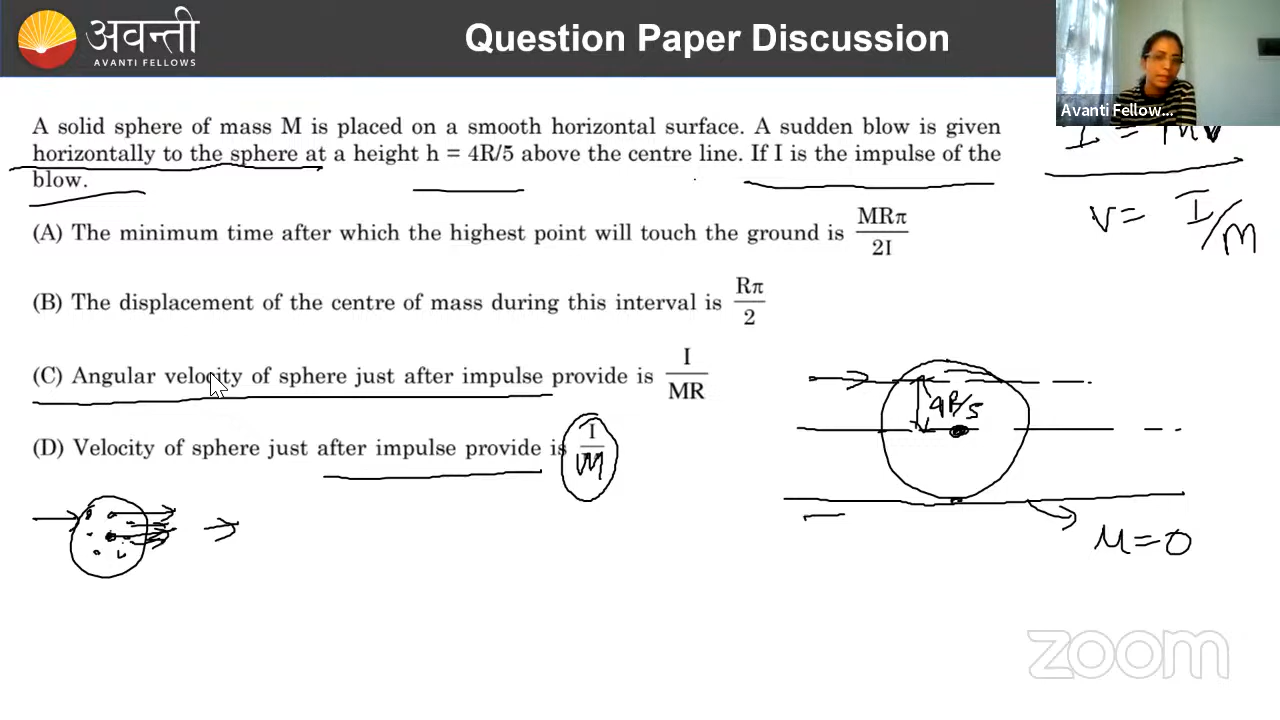 अवन्ती
AVANTI FELLOWS
Question Paper Discussion
Avanti Fellow...
A solid sphere of mass M is placed on a smooth horizontal surface. A sudden blow is given
horizontally to the sphere at a height h = 4R/5 above the centre line. If I is the impulse of the
blow.
(A) The minimum time after which the highest point will touch the ground is MRπ/2I
(B) The displacement of the centre of mass during this interval is Rπ/2
(C) Angular velocity of sphere just after impulse provide is I/MR
(D) Velocity of sphere just after impulse provide is I/M
I = MV
V = I/M
4R/5
μ=0
zoom